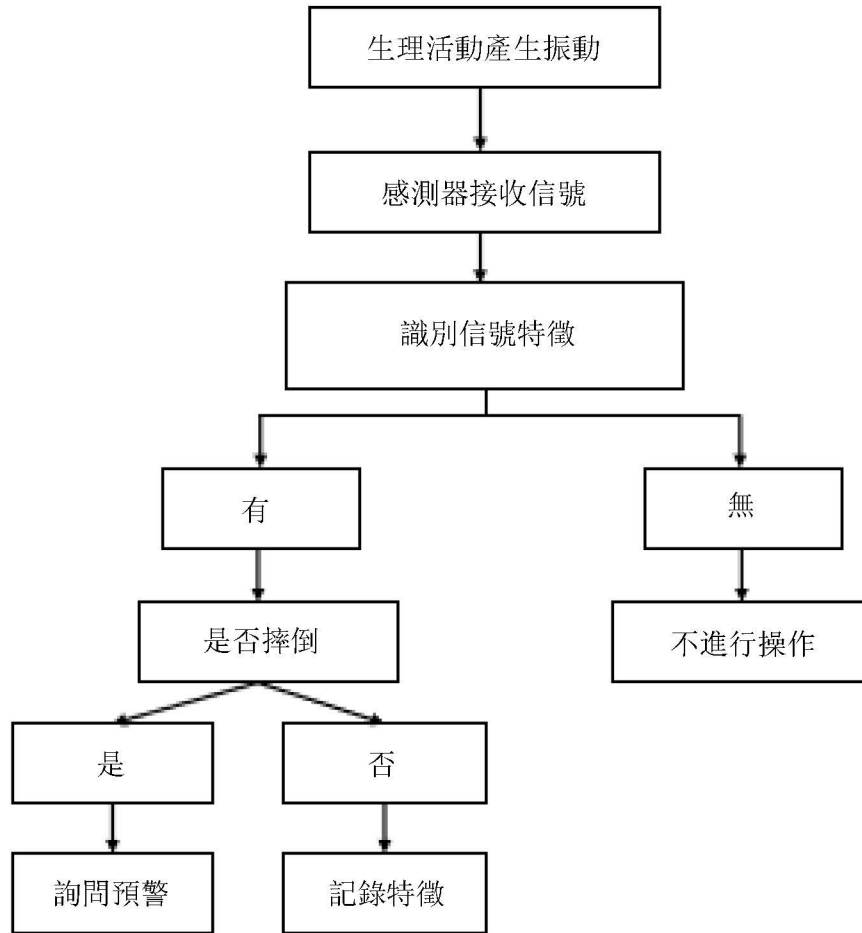 生理活動產生振動
感測器接收信號
識別信號特徵
有
無
是否摔倒
不進行操作
是
否
詢問預警
記錄特徵